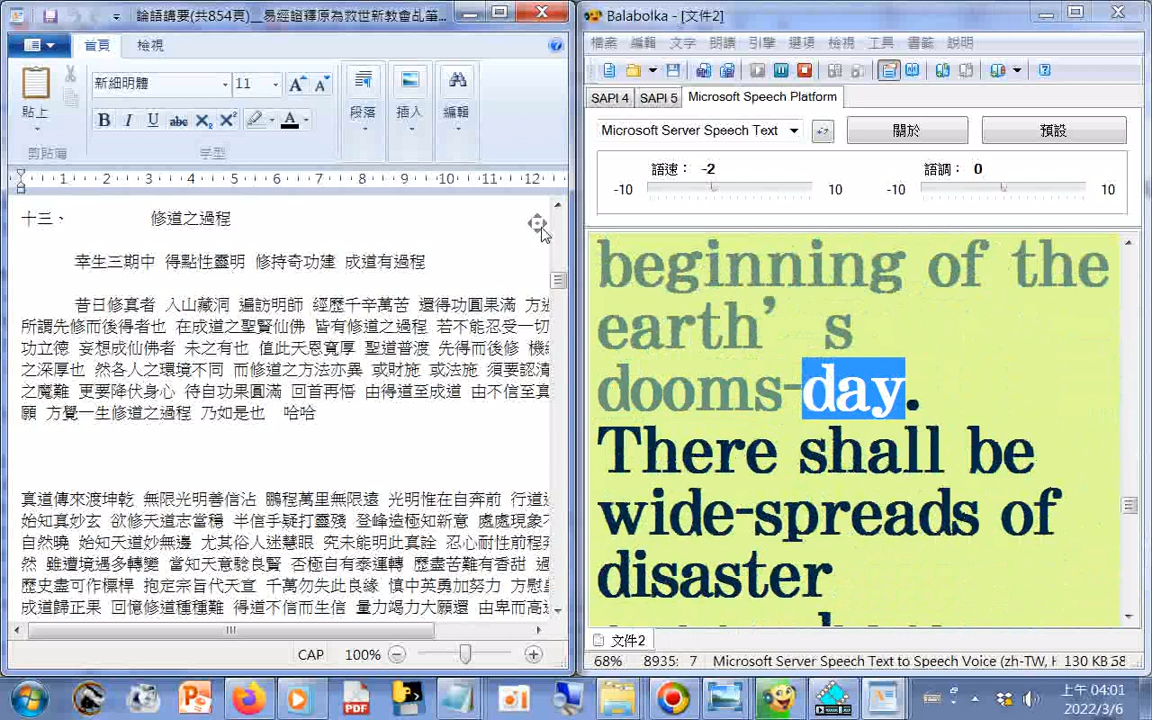 論語講要(共854頁)__易經證釋原為救世新教會乩筆...
首頁
檢視
新細明體
11
貼上
剪貼簿
B I U abc X₂ X² A
字型
段落
插入
編輯
1 2 3 4 5 6 7 8 9 10 11 12
十三、 修道之過程
幸生三期中 得點性靈明 修持奇功建 成道有過程
昔日修真者 入山藏洞 遍訪明師 經歷千辛萬苦 還得功圓果滿 方
所謂先修而後得者也 在成道之聖賢仙佛 皆有修道之過程 若不能忍受一切
功立德 妄想成仙佛者 未之有也 值此天恩寬厚 聖道普渡 先得而後修 機
之深厚也 然各人之環境不同 而修道之方法亦異 或財施 或法施 須要認清
之魔難 更要降伏身心 待自功果圓滿 回首再悟 由得道至成道 由不信至真
願 方覺一生修道之過程 乃如是也 哈哈
真道傳來渡坤乾 無限光明善信沾 鵬程萬里無限遠 光明惟在自奔前 行道
始知真妙玄 欲修天道志當穩 半信半疑打靈殘 登峰造極知新意 處處現象
自然曉 始知天道妙無邊 尤其俗人迷慧眼 究未能明此真詮 忍心耐性前程
然 雖遭境遇多轉變 當知天意驗良賢 否極自有泰運轉 歷盡苦難有香甜
歷史盡可作標桿 抱定宗旨代天宣 千萬勿失此良緣 慎中英勇加努力 方慰
成道歸正果 回憶修道種種難 得道不信而生信 量力竭力大願還 由卑而高
CAP 100%
Balabolka - [文件2]
檔案 編輯 文字 朗讀 引擎 選項 檢視 工具 書籤 說明
SAPI 4 SAPI 5 Microsoft Speech Platform
Microsoft Server Speech Text
關於
預設
語速： -2
-10 10
語調： 0
-10 10
beginning of the
earth’s
dooms-day.
There shall be
wide-spreads of
disaster
文件2
68% 8935: 7 Microsoft Server Speech Text to Speech Voice (zh-TW, H 130 KB
上午 04:01
2022/3/6